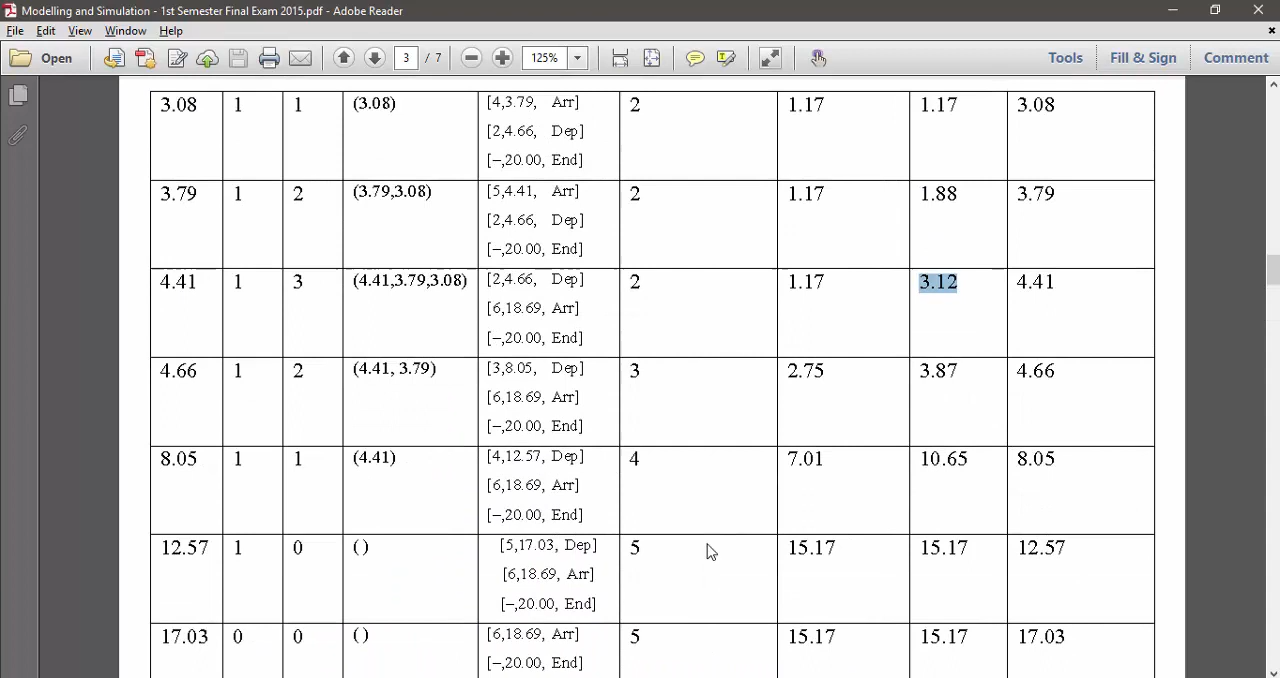 Modelling and Simulation - 1st Semester Final Exam 2015.pdf - Adobe Reader
File Edit View Window Help
Open 3 / 7 125% Tools Fill & Sign Comment
3.08 1 1 (3.08) [4,3.79, Arr] 2 1.17 1.17 3.08
[2,4.66, Dep]
[–,20.00, End]
3.79 1 2 (3.79,3.08) [5,4.41, Arr] 2 1.17 1.88 3.79
[2,4.66, Dep]
[–,20.00, End]
4.41 1 3 (4.41,3.79,3.08) [2,4.66, Dep] 2 1.17 3.12 4.41
[6,18.69, Arr]
[–,20.00, End]
4.66 1 2 (4.41, 3.79) [3,8.05, Dep] 3 2.75 3.87 4.66
[6,18.69, Arr]
[–,20.00, End]
8.05 1 1 (4.41) [4,12.57, Dep] 4 7.01 10.65 8.05
[6,18.69, Arr]
[–,20.00, End]
12.57 1 0 ( ) [5,17.03, Dep] 5 15.17 15.17 12.57
[6,18.69, Arr]
[–,20.00, End]
17.03 0 0 ( ) [6,18.69, Arr] 5 15.17 15.17 17.03
[–,20.00, End]